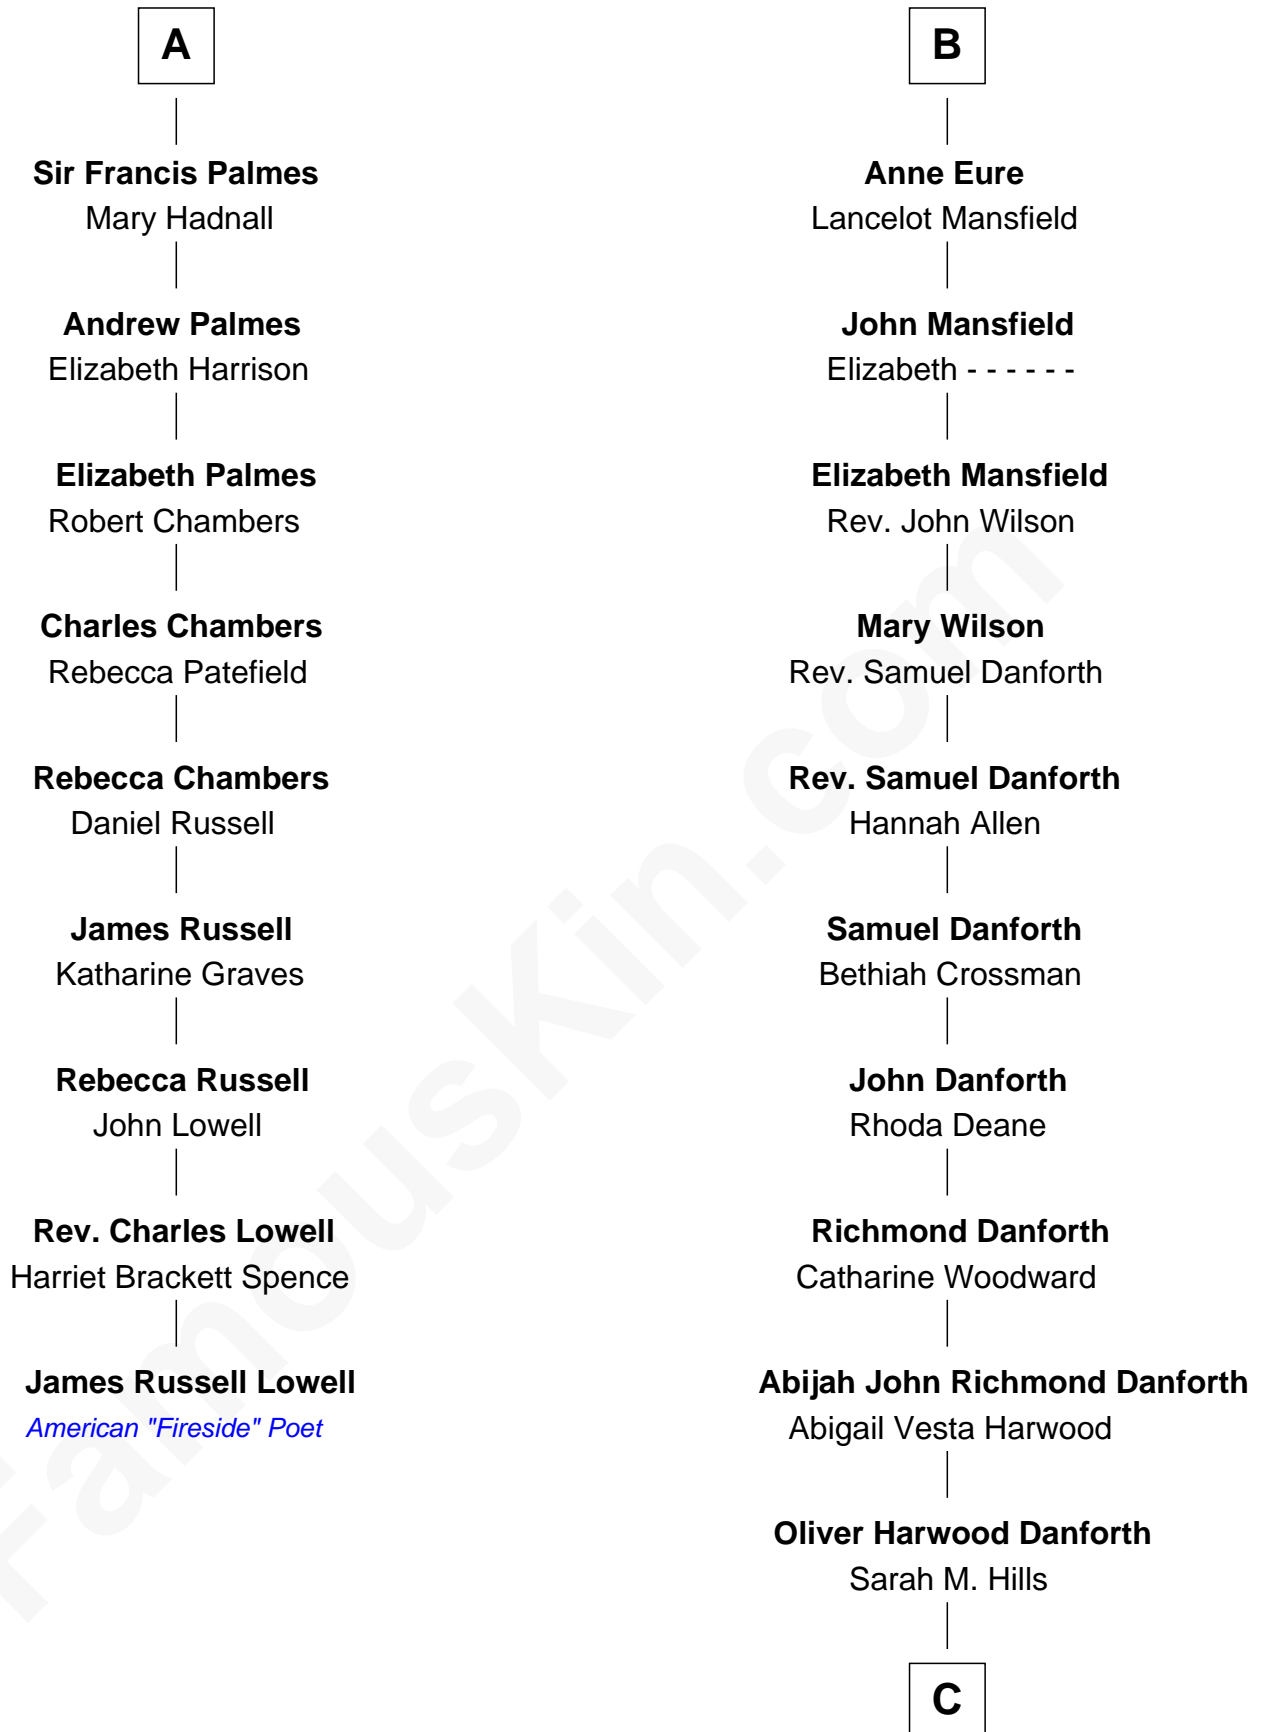 A
Sir Francis Palmes
Mary Hadnall
Andrew Palmes
Elizabeth Harrison
Elizabeth Palmes
Robert Chambers
Charles Chambers
Rebecca Patefield
Rebecca Chambers
Daniel Russell
James Russell
Katharine Graves
Rebecca Russell
John Lowell
Rev. Charles Lowell
Harriet Brackett Spence
James Russell Lowell
American "Fireside" Poet
B
Anne Eure
Lancelot Mansfield
John Mansfield
Elizabeth - - - - - -
Elizabeth Mansfield
Rev. John Wilson
Mary Wilson
Rev. Samuel Danforth
Rev. Samuel Danforth
Hannah Allen
Samuel Danforth
Bethiah Crossman
John Danforth
Rhoda Deane
Richmond Danforth
Catharine Woodward
Abijah John Richmond Danforth
Abigail Vesta Harwood
Oliver Harwood Danforth
Sarah M. Hills
C
FamousKin.com